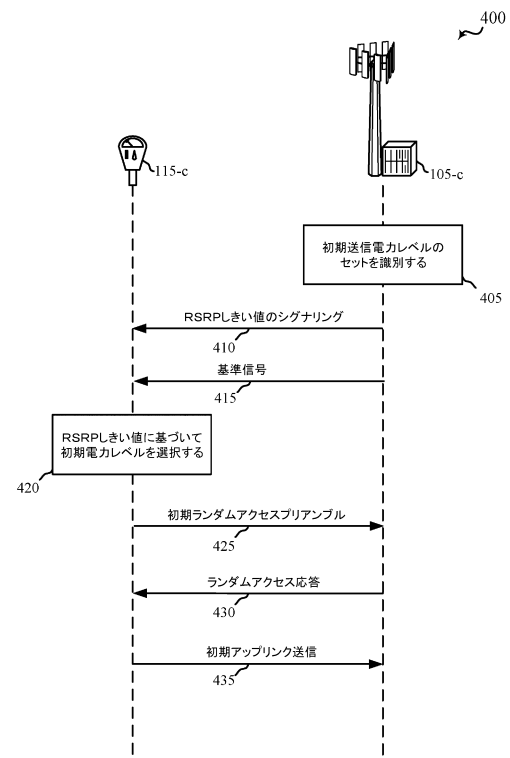 400
115-c
105-c
初期送信電力レベルの
セットを識別する
405
RSRPしきい値のシグナリング
410
基準信号
415
RSRPしきい値に基づいて
初期電力レベルを選択する
420
初期ランダムアクセスプリアンブル
425
ランダムアクセス応答
430
初期アップリンク送信
435